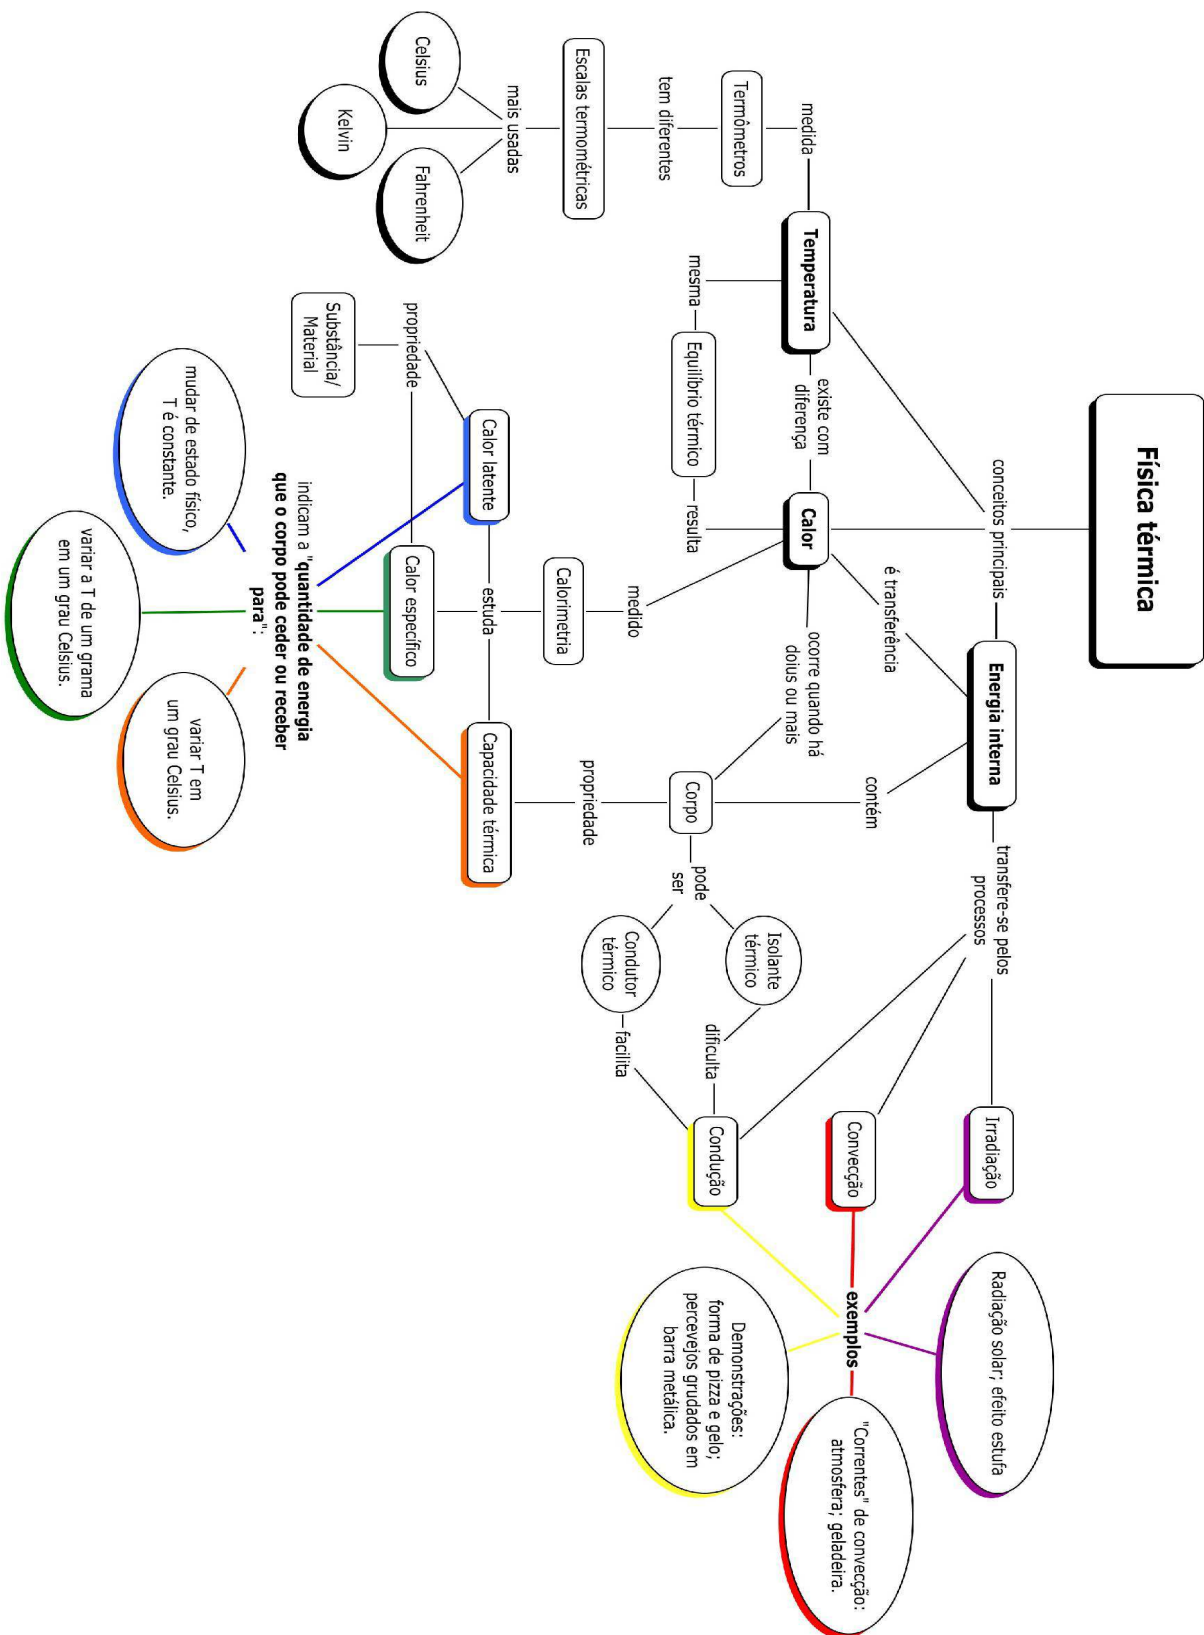 Física térmica
conceitos principais
Temperatura
existe com
diferença
Calor
é transferência
Energia interna
medida
Termômetros
tem diferentes
Escalas termométricas
mais usadas
Celsius
Kelvin
Fahrenheit
mesma
Equilíbrio térmico
resulta
medido
Calorimetria
estuda
Calor latente
Calor específico
Capacidade térmica
propriedade
Substância/
Material
indicam a "quantidade de energia
que o corpo pode ceder ou receber
para":
mudar de estado físico,
T é constante.
variar a T de um grama
em um grau Celsius.
variar T em
um grau Celsius.
ocorre quando há
doius ou mais
contém
Corpo
propriedade
pode
ser
Isolante
térmico
Condutor
térmico
dificulta
facilita
transfere-se pelos
processos
Irradiação
Convecção
Condução
exemplos
Radiação solar; efeito estufa
"Correntes" de convecção:
atmosfera; geladeira.
Demonstrações:
forma de pizza e gelo;
percevejos grudados em
barra metálica.